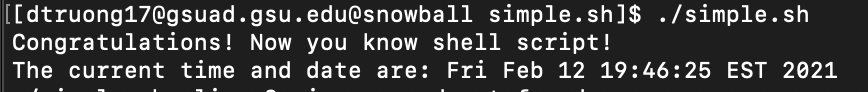 [[dtruong17@gsuad.gsu.edu@snowball simple.sh]$ ./simple.sh
Congratulations! Now you know shell script!
The current time and date are: Fri Feb 12 19:46:25 EST 2021